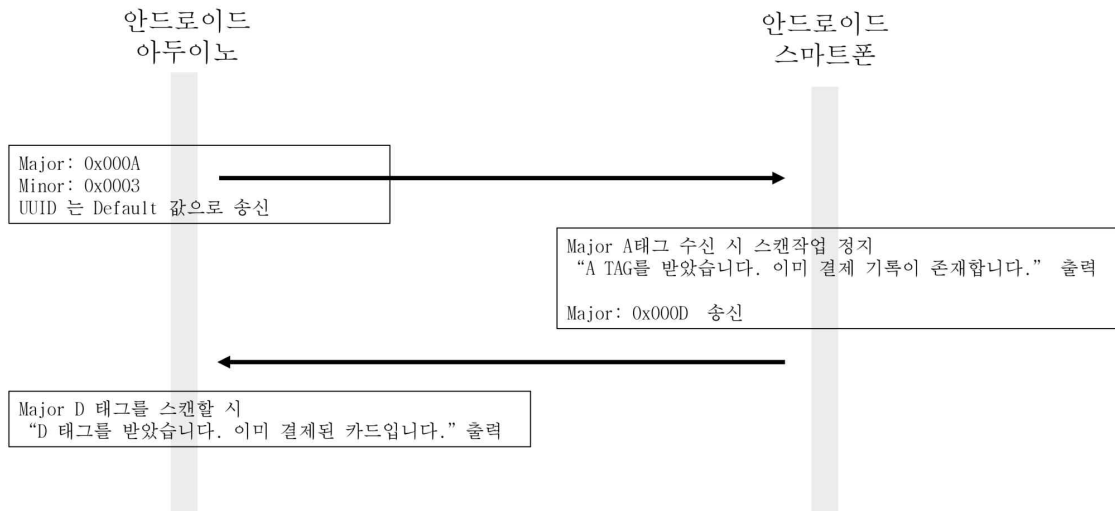 안드로이드
아두이노
안드로이드
스마트폰
Major: 0x000A
Minor: 0x0003
UUID 는 Default 값으로 송신
Major A태그 수신 시 스캔작업 정지
“A TAG를 받았습니다. 이미 결제 기록이 존재합니다.” 출력
Major: 0x000D 송신
Major D 태그를 스캔할 시
“D 태그를 받았습니다. 이미 결제된 카드입니다.” 출력